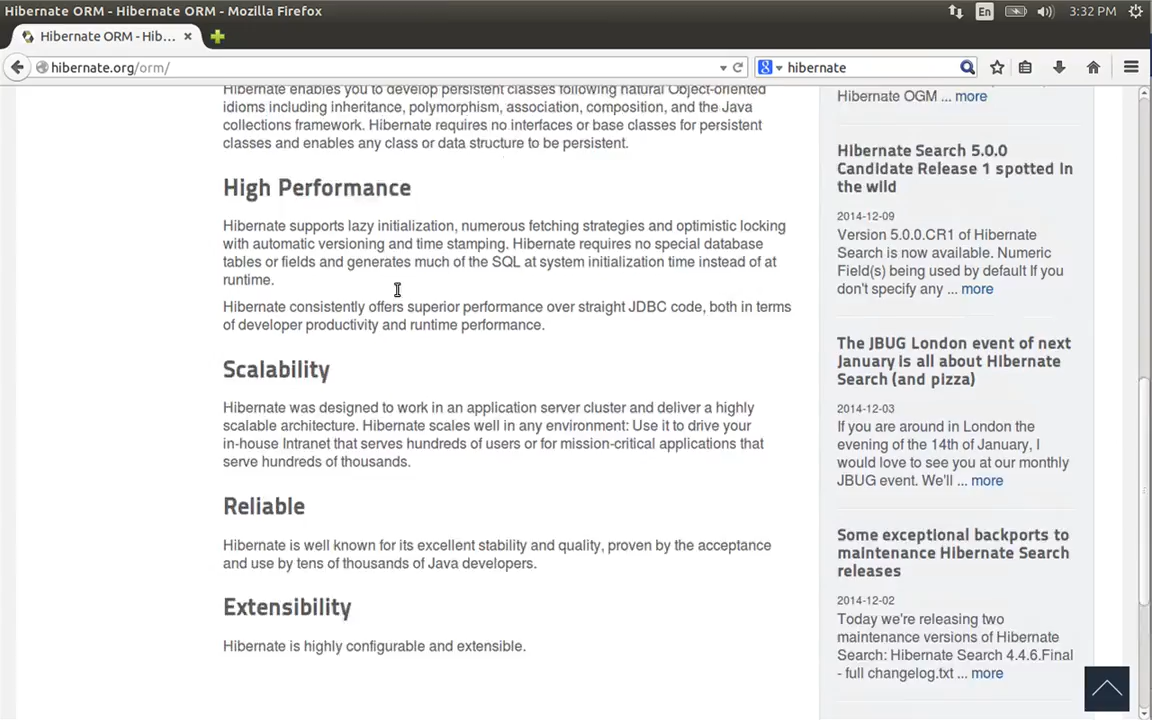 Hibernate ORM - Hibernate ORM - Mozilla Firefox
En
3:32 PM
Hibernate ORM - Hib...
hibernate.org/orm/
hibernate
Hibernate enables you to develop persistent classes following natural Object-oriented
idioms including inheritance, polymorphism, association, composition, and the Java
collections framework. Hibernate requires no interfaces or base classes for persistent
classes and enables any class or data structure to be persistent.
High Performance
Hibernate supports lazy initialization, numerous fetching strategies and optimistic locking
with automatic versioning and time stamping. Hibernate requires no special database
tables or fields and generates much of the SQL at system initialization time instead of at
runtime.
Hibernate consistently offers superior performance over straight JDBC code, both in terms
of developer productivity and runtime performance.
Scalability
Hibernate was designed to work in an application server cluster and deliver a highly
scalable architecture. Hibernate scales well in any environment: Use it to drive your
in-house Intranet that serves hundreds of users or for mission-critical applications that
serve hundreds of thousands.
Reliable
Hibernate is well known for its excellent stability and quality, proven by the acceptance
and use by tens of thousands of Java developers.
Extensibility
Hibernate is highly configurable and extensible.
Hibernate OGM ... more
Hibernate Search 5.0.0
Candidate Release 1 spotted in
the wild
2014-12-09
Version 5.0.0.CR1 of Hibernate
Search is now available. Numeric
Field(s) being used by default If you
don't specify any ... more
The JBUG London event of next
January is all about Hibernate
Search (and pizza)
2014-12-03
If you are around in London the
evening of the 14th of January, I
would love to see you at our monthly
JBUG event. We'll ... more
Some exceptional backports to
maintenance Hibernate Search
releases
2014-12-02
Today we're releasing two
maintenance versions of Hibernate
Search: Hibernate Search 4.4.6.Final
- full changelog.txt ... more